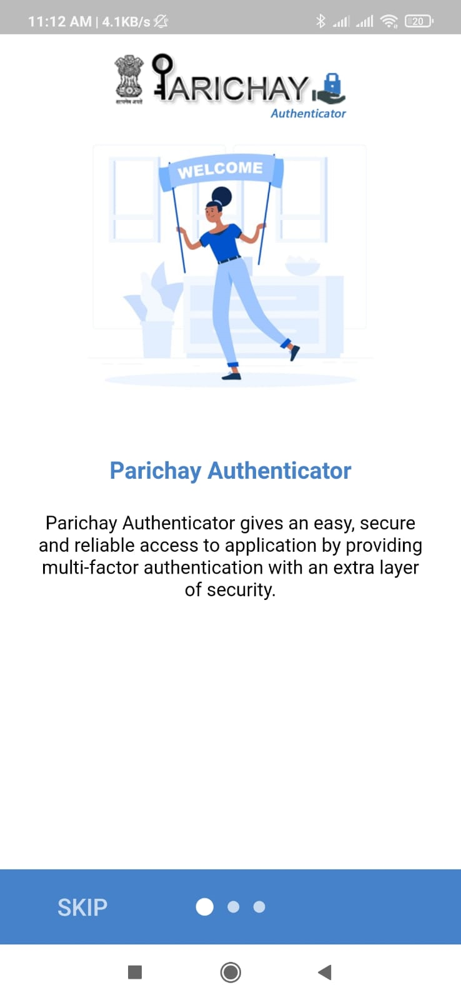 11:12 AM | 4.1KB/s
20
PARICHAY
सत्यमेव जयते
Authenticator
WELCOME
Parichay Authenticator
Parichay Authenticator gives an easy, secure
and reliable access to application by providing
multi-factor authentication with an extra layer
of security.
SKIP